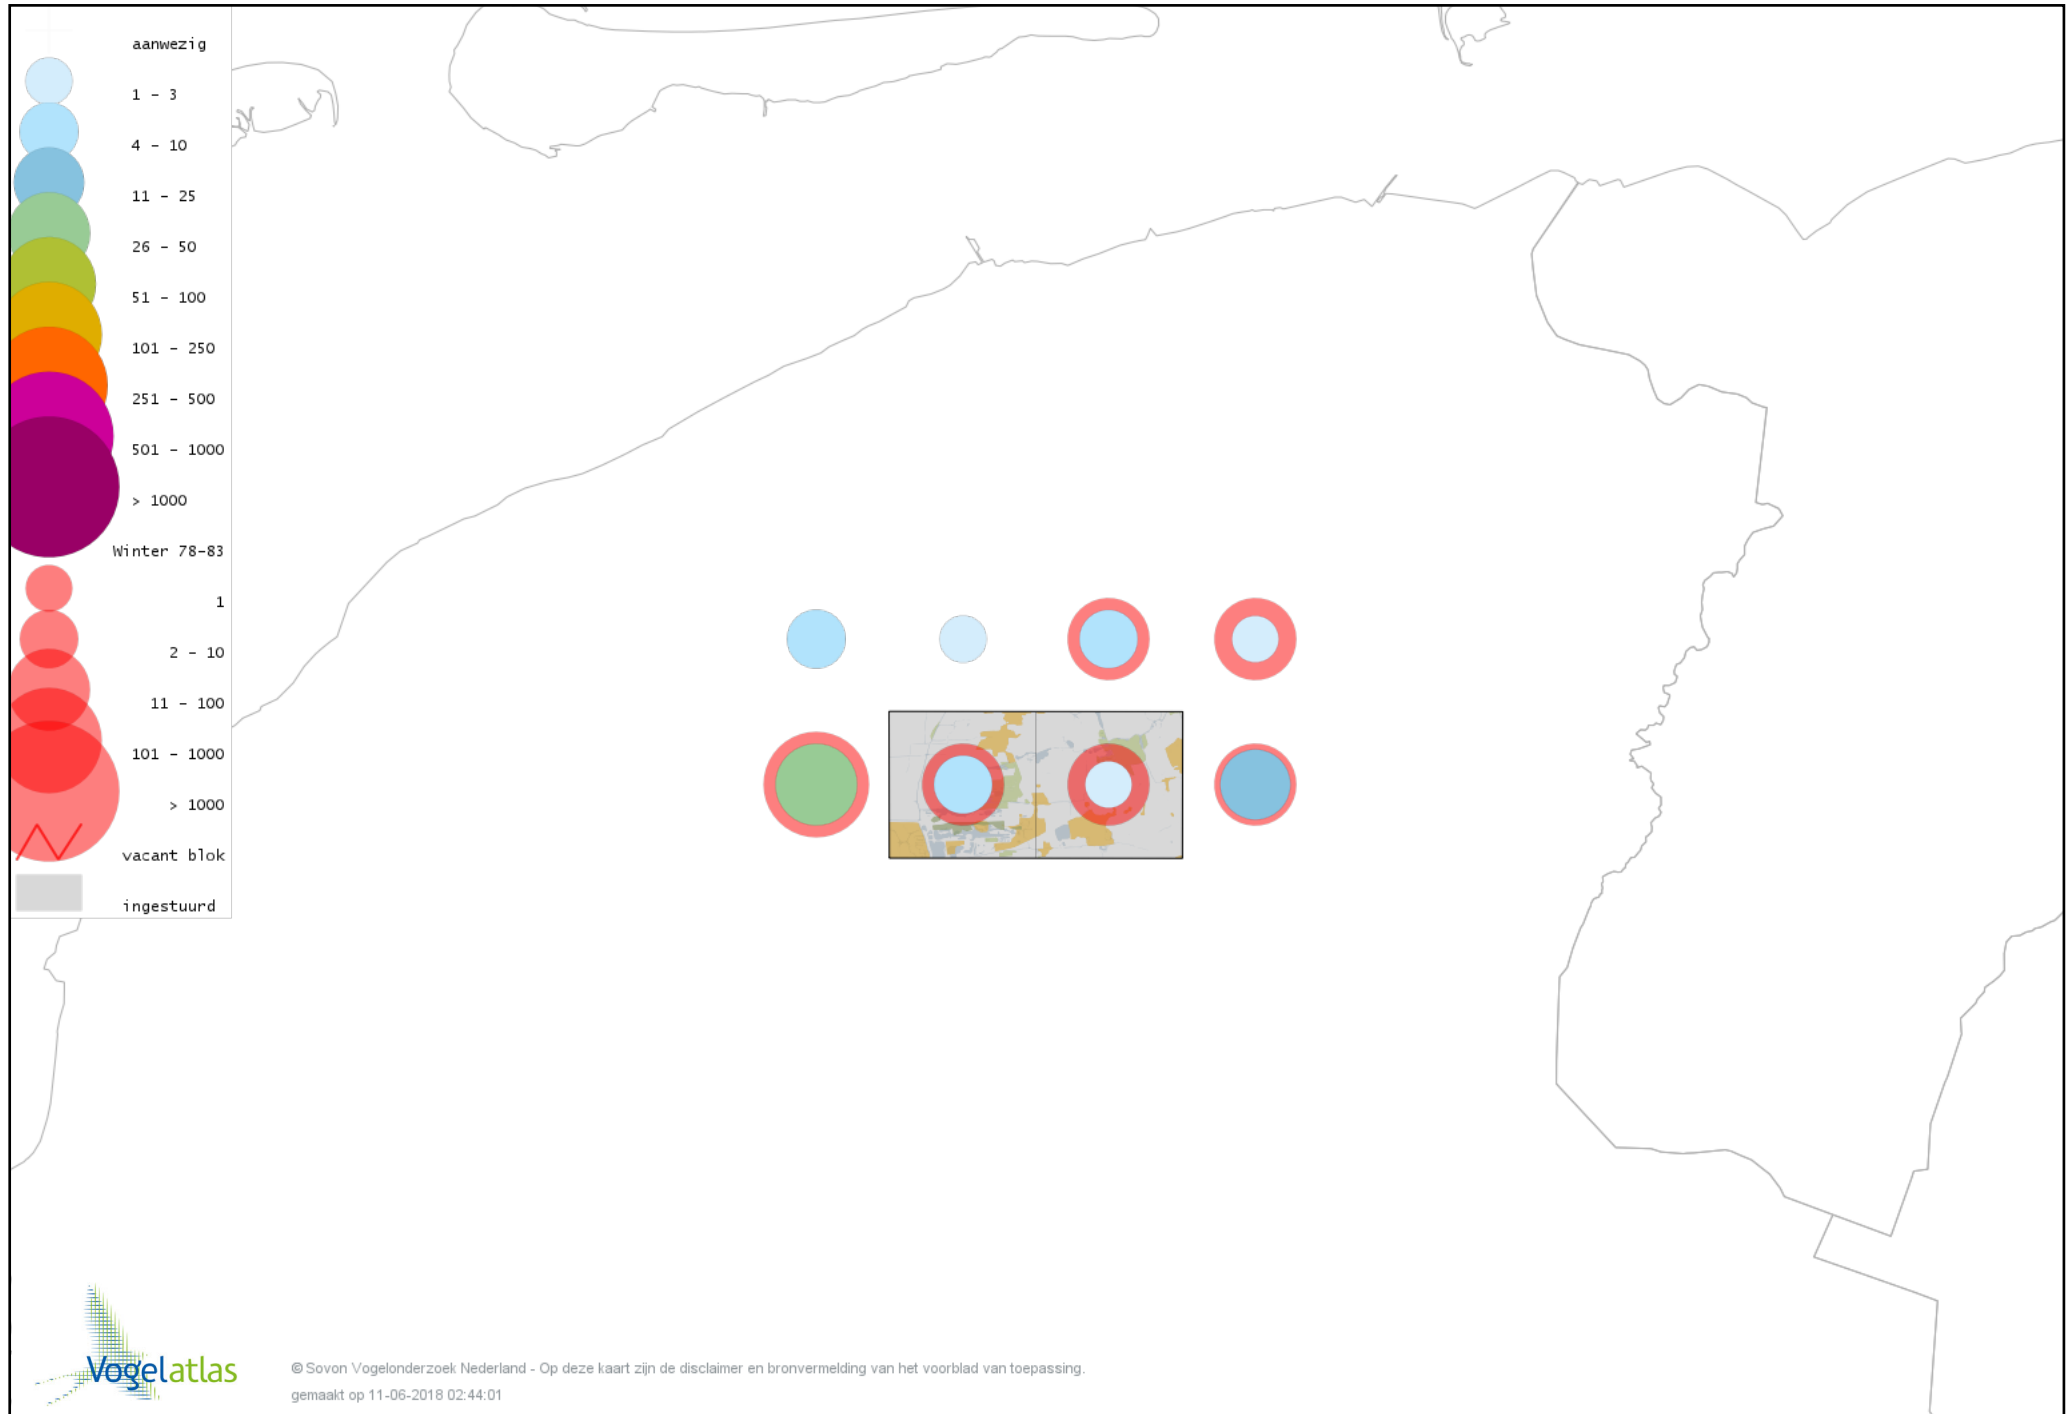 aanwezig
1 - 3
4 - 10
11 - 25
26 - 50
51 - 100
101 - 250
251 - 500
501 - 1000
> 1000
Winter 78-83
1
2 - 10
11 - 100
101 - 1000
> 1000
vacant blok
ingestuurd
Vogelatlas
© Sovon Vogelonderzoek Nederland - Op deze kaart zijn de disclaimer en bronvermelding van het voorblad van toepassing.
gemaakt op 11-06-2018 02:44:01